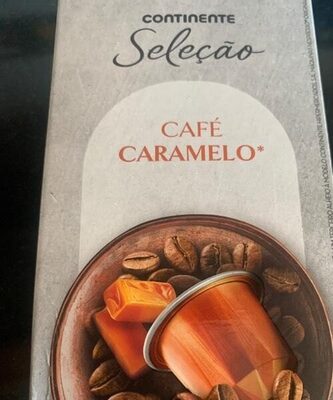 CONTINENTE
Seleção
CAFÉ
CARAMELO*